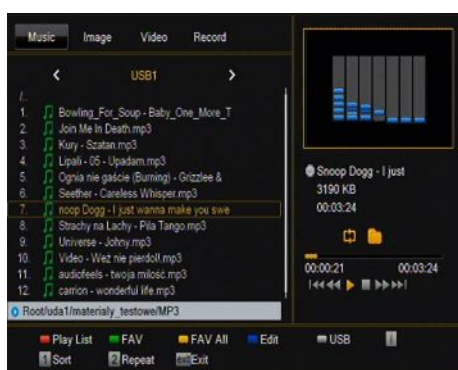 Music Image Video Record
USB1
/..
1. Bowling_For_Soup - Baby_One_More_T
2. Join Me In Death.mp3
3. Kury - Szatan.mp3
4. Lipali - 05 - Upadam.mp3
5. Ognia nie gaście (Burning) - Grizzlee &
6. Seether - Careless Whisper.mp3
7. noop Dogg - I just wanna make you swe
8. Strachy na Lachy - Pila Tango.mp3
9. Universe - Johny.mp3
10. Video - Weź nie pierdol!.mp3
11. audiofeels - twoja miłość.mp3
12. carrion - wonderful life.mp3
Root/uda1/materialy_testowe/MP3
Snoop Dogg - I just
3190 KB
00:03:24
00:00:21 00:03:24
Play List FAV FAV All Edit USB i
1 Sort 2 Repeat exit Exit